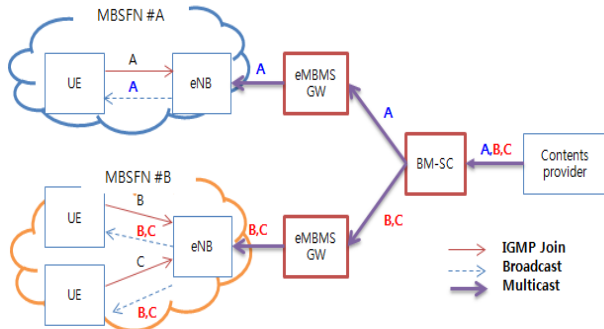 MBSFN #A
UE
A
A
eNB
A
eMBMS
GW
A
BM-SC
A,B,C
Contents
provider
MBSFN #B
UE
B
B,C
eNB
B,C
eMBMS
GW
B,C
UE
C
B,C
IGMP Join
Broadcast
Multicast